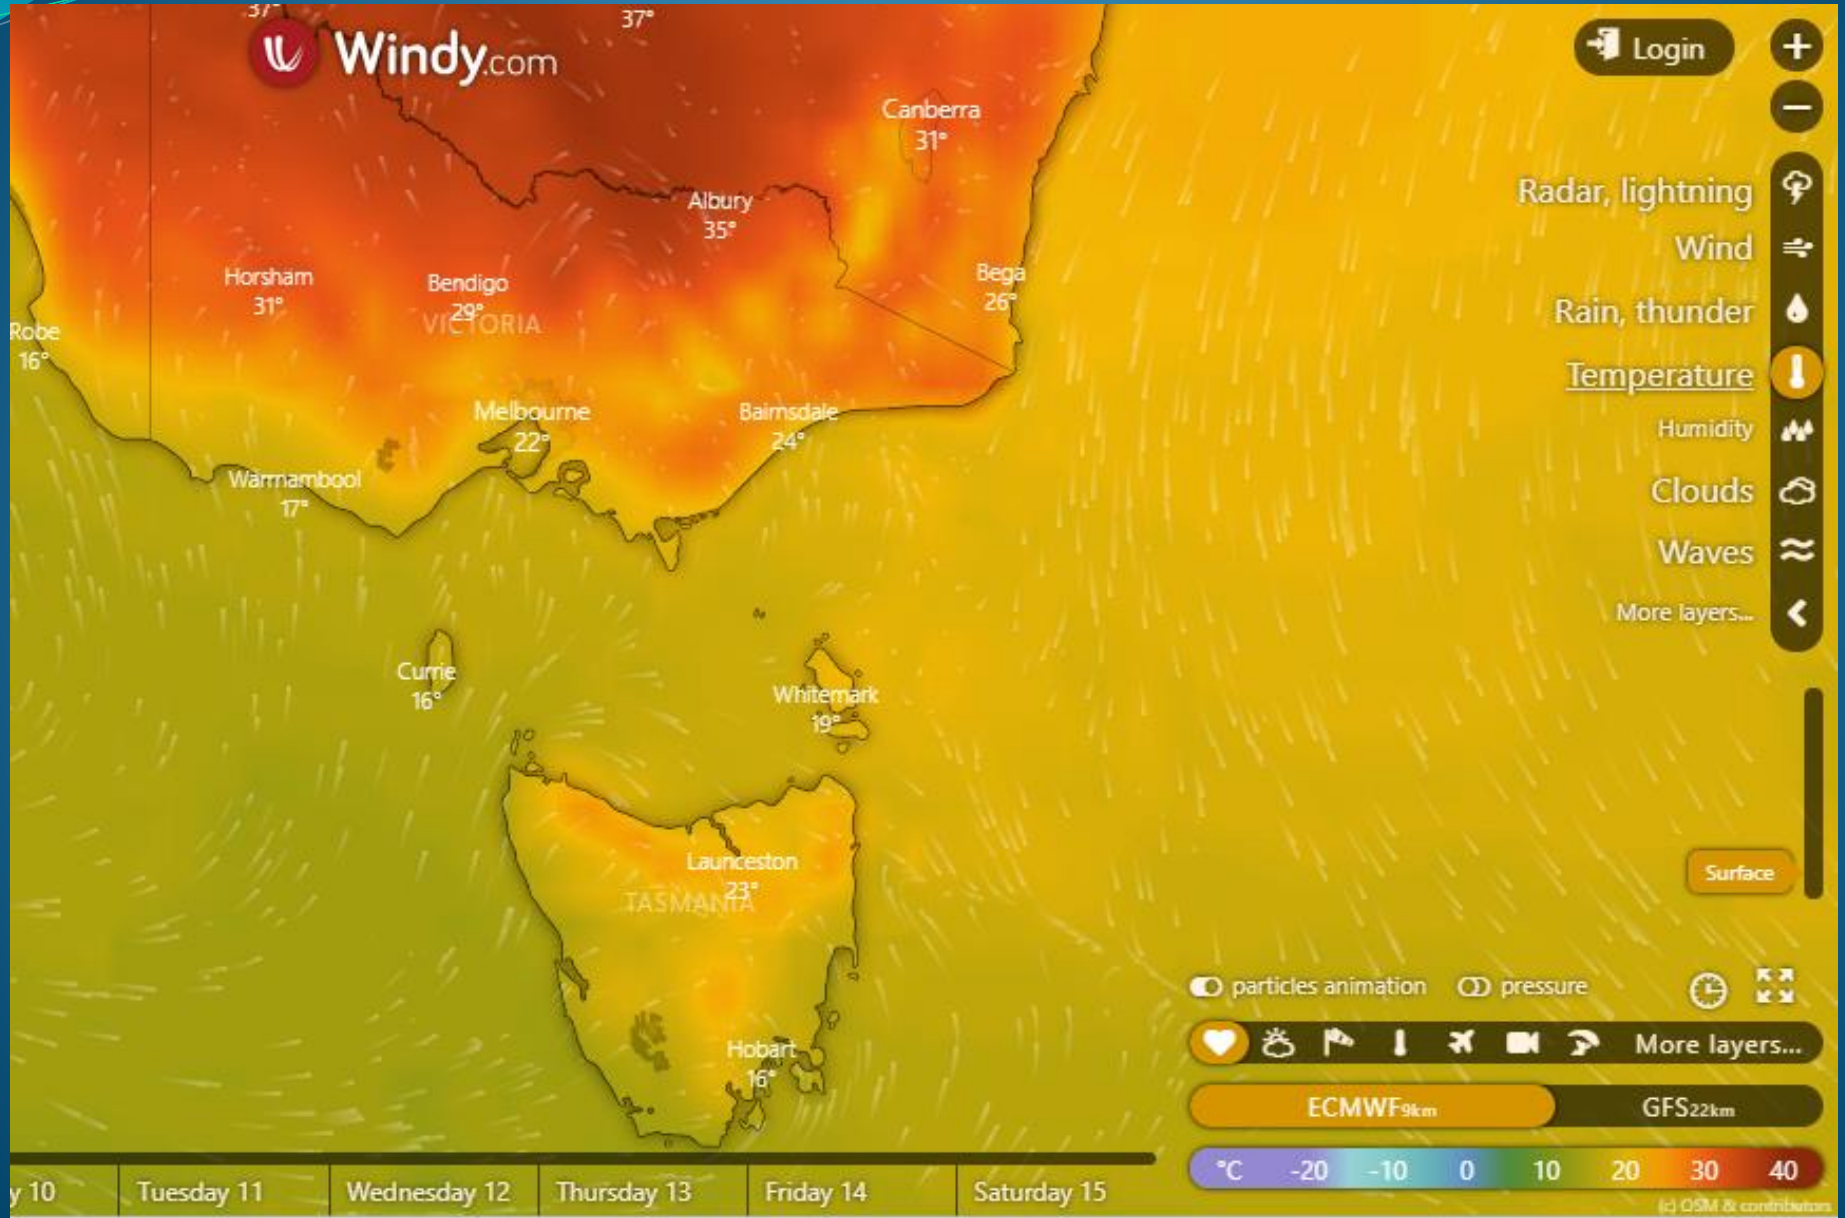 37°
37°
Windy.com
Login
Canberra
31°
Radar, lightning
Albury
35°
Wind
Horsham
31°
Bendigo
29°
VICTORIA
Bega
26°
Rain, thunder
Robe
16°
Temperature
Melbourne
22°
Bairnsdale
24°
Humidity
Warrnambool
17°
Clouds
Waves
More layers...
Currie
16°
Whitemark
19°
Launceston
23°
TASMANIA
Surface
particles animation
pressure
Hobart
16°
More layers...
ECMWF9km
GFS22km
°C -20 -10 0 10 20 30 40
y 10
Tuesday 11
Wednesday 12
Thursday 13
Friday 14
Saturday 15
(c) OSM & contributors